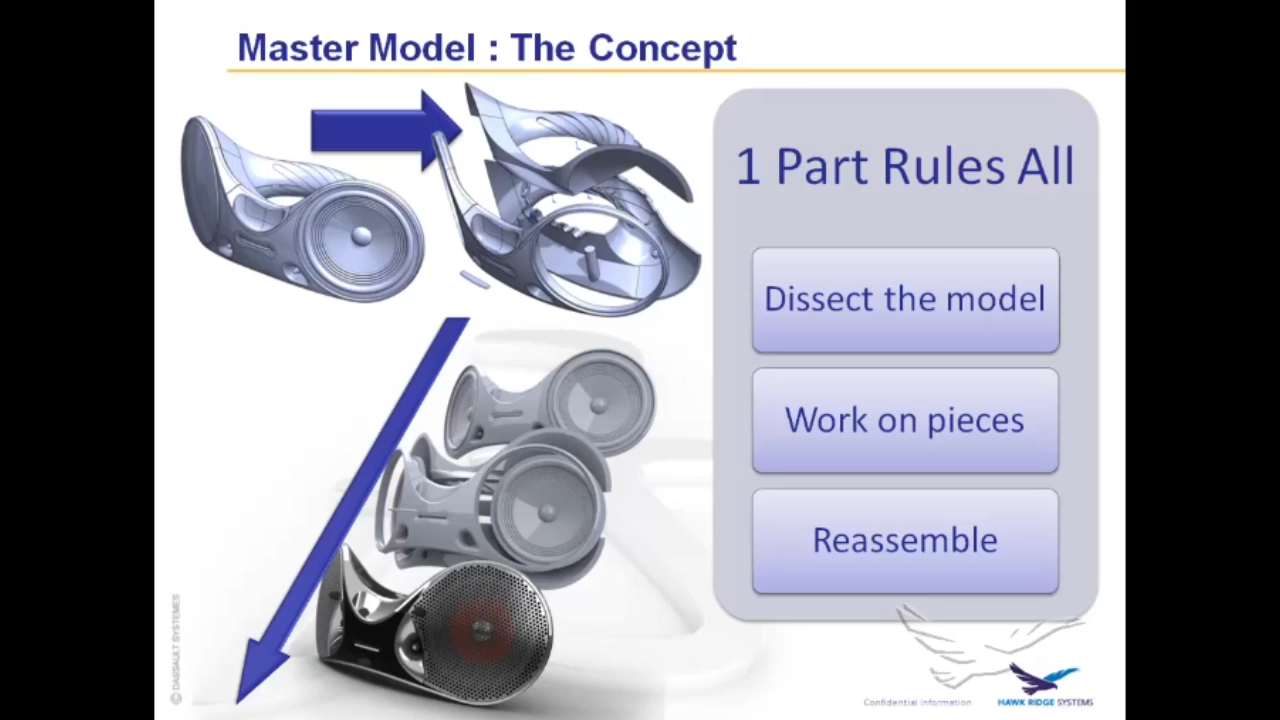 Master Model : The Concept
1 Part Rules All
Dissect the model
Work on pieces
Reassemble
© DASSAULT SYSTEMES
Confidential Information
HAWK RIDGE SYSTEMS